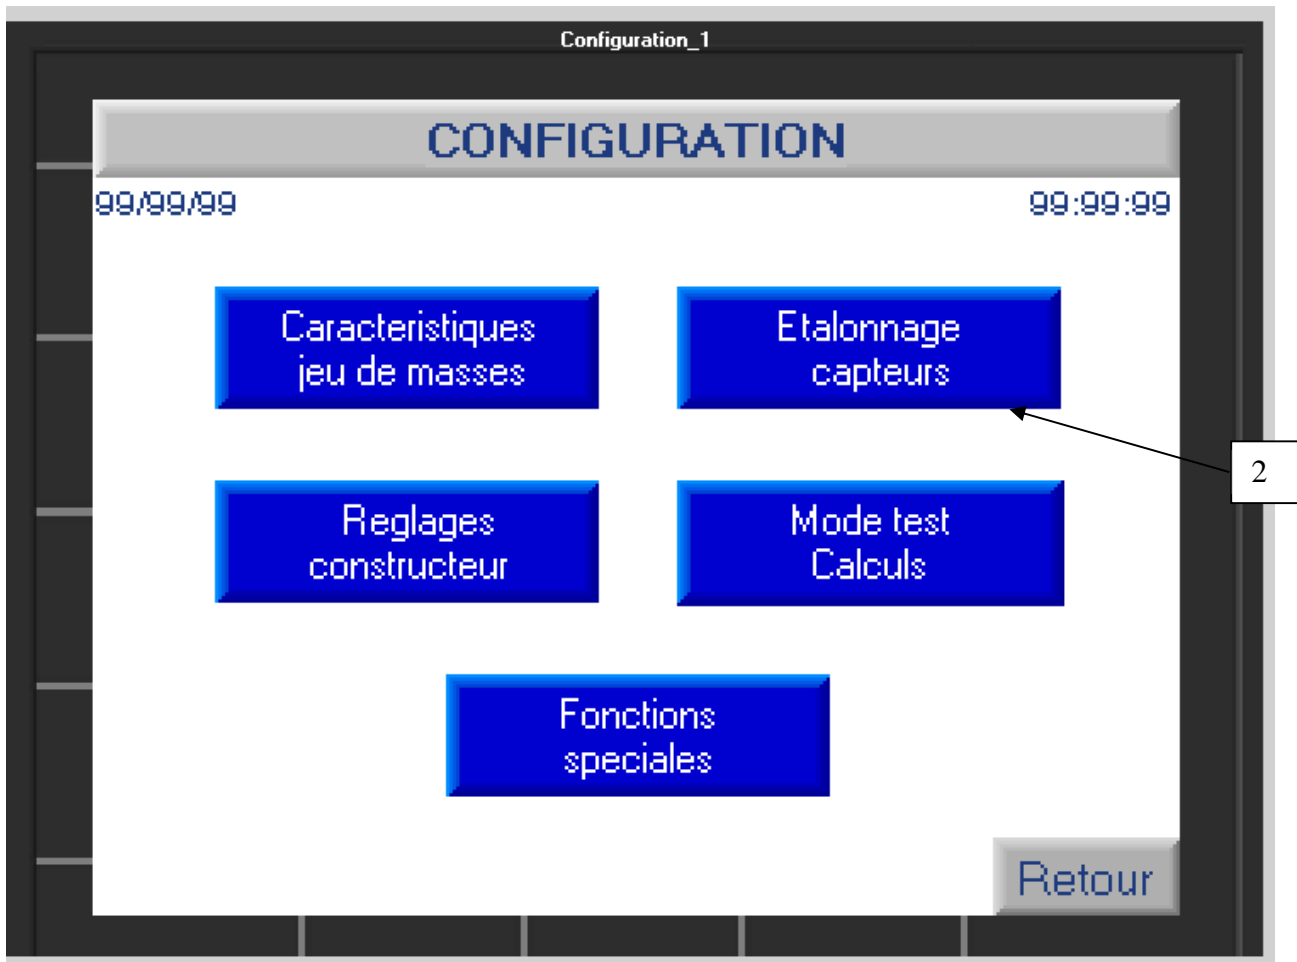 Configuration_1
CONFIGURATION
99/99/99 99:99:99
Caracteristiques
jeu de masses
Etalonnage
capteurs
2
Reglages
constructeur
Mode test
Calculs
Fonctions
speciales
Retour